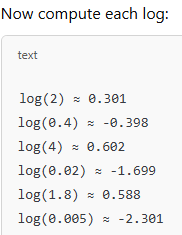 Now compute each log:
text
log(2) ≈ 0.301
log(0.4) ≈ -0.398
log(4) ≈ 0.602
log(0.02) ≈ -1.699
log(1.8) ≈ 0.588
log(0.005) ≈ -2.301